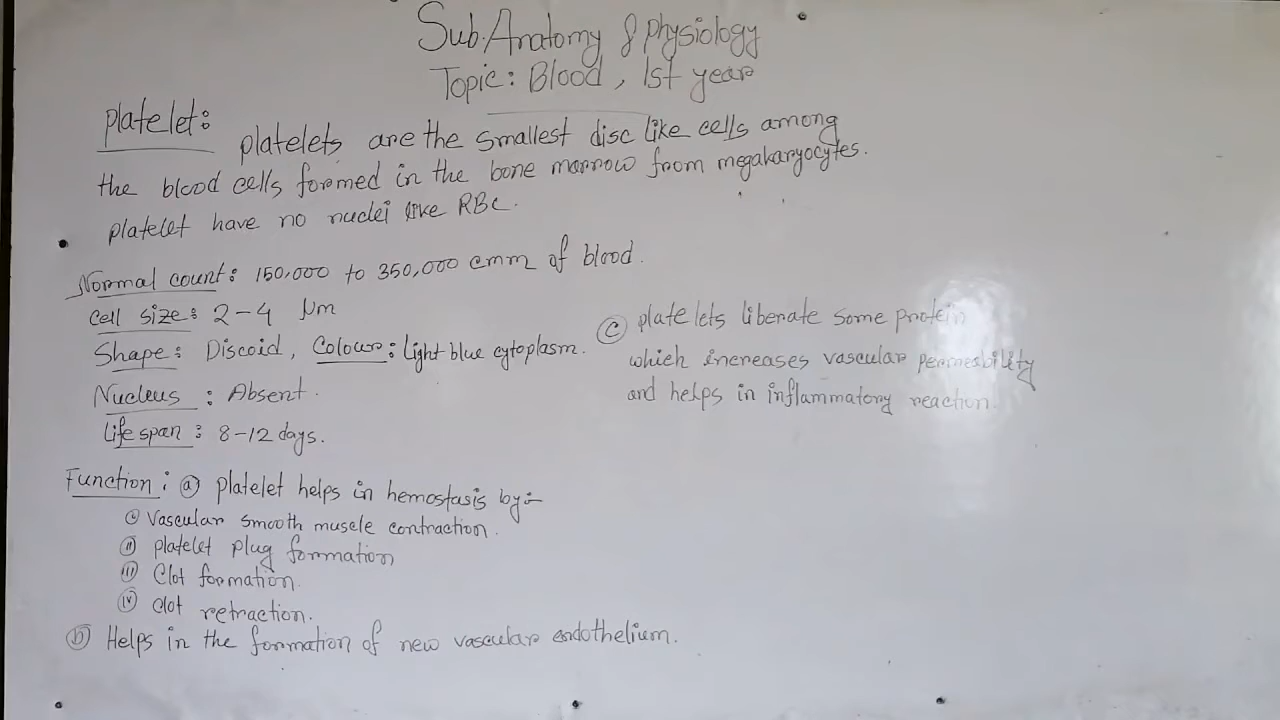 Sub: Anatomy & Physiology
Topic: Blood, 1st year
Platelet:
platelets are the smallest disc like cells among
the blood cells formed in the bone marrow from megakaryocytes.
platelet have no nuclei like RBC.
Normal count: 150,000 to 350,000 cmm of blood.
Cell size: 2-4 μm
Shape: Discoid, Colour: Light blue cytoplasm.
Nucleus : Absent.
Life span : 8-12 days.
Function: (a) platelet helps in hemostasis by:-
(i) Vascular smooth muscle contraction.
(ii) platelet plug formation
(iii) Clot formation.
(iv) clot retraction.
(b) Helps in the formation of new vascular endothelium.
(C) platelets liberate some protein
which increases vascular permeability
and helps in inflammatory reaction.